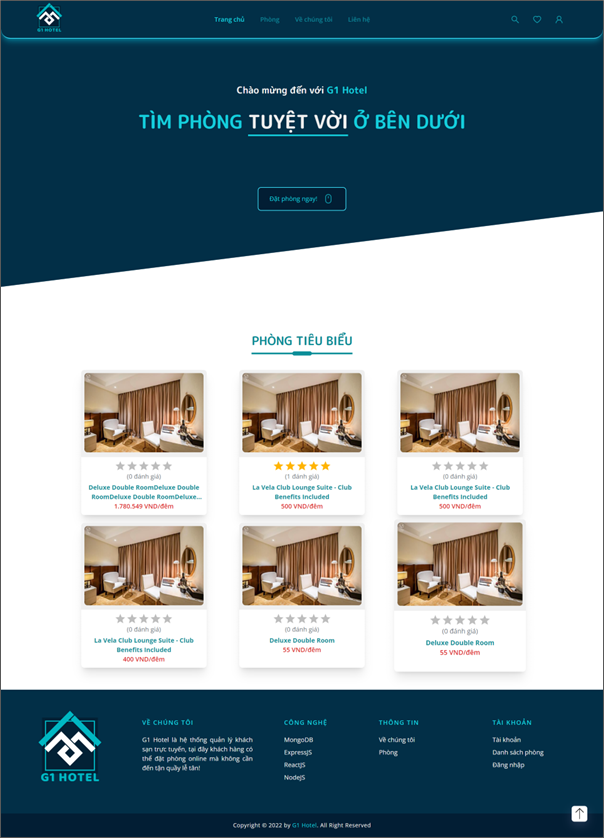 G1 HOTEL
Trang chủ Phòng Về chúng tôi Liên hệ
Chào mừng đến với G1 Hotel
TÌM PHÒNG TUYỆT VỜI Ở BÊN DƯỚI
Đặt phòng ngay!
PHÒNG TIÊU BIỂU
(0 đánh giá)
Deluxe Double RoomDeluxe Double
RoomDeluxe Double RoomDeluxe...
1.780.549 VND/đêm
(1 đánh giá)
La Vela Club Lounge Suite - Club
Benefits Included
500 VND/đêm
(0 đánh giá)
La Vela Club Lounge Suite - Club
Benefits Included
500 VND/đêm
(0 đánh giá)
La Vela Club Lounge Suite - Club
Benefits Included
400 VND/đêm
(0 đánh giá)
Deluxe Double Room
55 VND/đêm
(0 đánh giá)
Deluxe Double Room
55 VND/đêm
G1 HOTEL
VỀ CHÚNG TÔI
G1 Hotel là hệ thống quản lý khách
sạn trực tuyến, tại đây khách hàng có
thể đặt phòng online mà không cần
đến tận quầy lễ tân!
CÔNG NGHỆ
MongoDB
ExpressJS
ReactJS
NodeJS
THÔNG TIN
Về chúng tôi
Phòng
TÀI KHOẢN
Tài khoản
Danh sách phòng
Đăng nhập
Copyright © 2022 by G1 Hotel. All Right Reserved